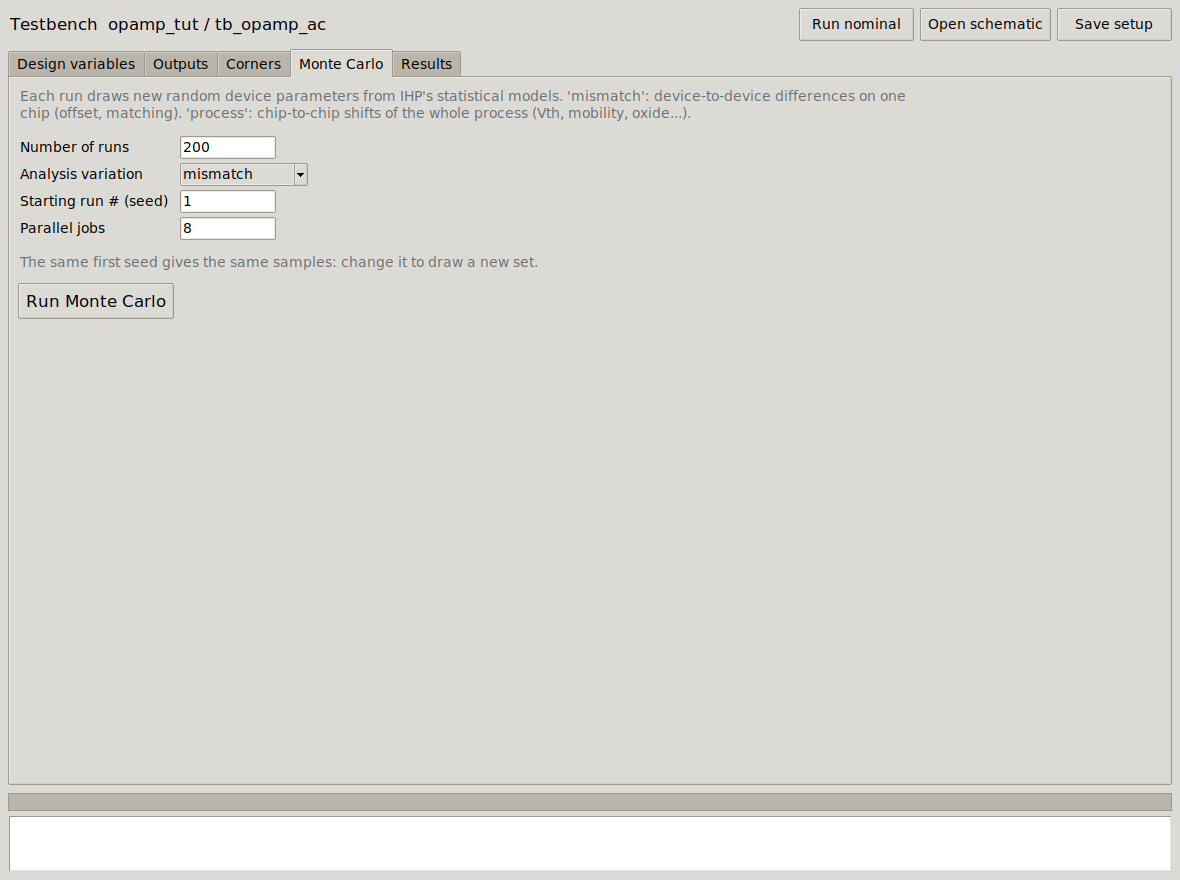 Testbench  opamp_tut / tb_opamp_ac
Run nominal
Open schematic
Save setup
Design variables
Outputs
Corners
Monte Carlo
Results
Each run draws new random device parameters from IHP's statistical models. 'mismatch': device-to-device differences on one
chip (offset, matching). 'process': chip-to-chip shifts of the whole process (Vth, mobility, oxide...).
Number of runs 200
Analysis variation mismatch
Starting run # (seed) 1
Parallel jobs 8
The same first seed gives the same samples: change it to draw a new set.
Run Monte Carlo